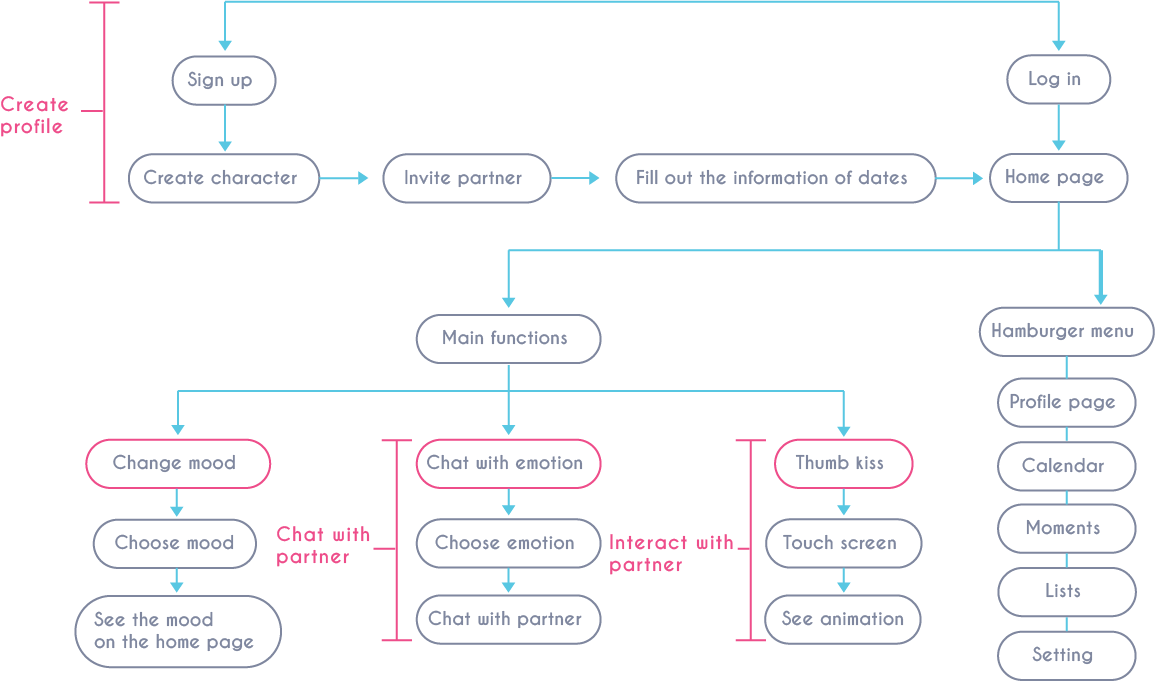 Sign up
Log in
Create
profile
Create character
Invite partner
Fill out the information of dates
Home page
Main functions
Hamburger menu
Profile page
Change mood
Chat with emotion
Thumb kiss
Calendar
Choose mood
Chat with
partner
Choose emotion
Interact with
partner
Touch screen
Moments
See the mood
on the home page
Chat with partner
See animation
Lists
Setting